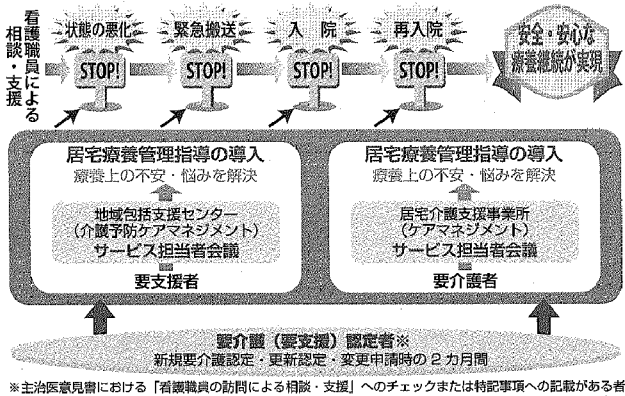 看護職員による
相談・支援
状態の悪化
緊急搬送
入院
再入院
STOP!
STOP!
STOP!
STOP!
安全・安心な
療養継続が実現
居宅療養管理指導の導入
療養上の不安・悩みを解決
地域包括支援センター
（介護予防ケアマネジメント）
サービス担当者会議
要支援者
居宅療養管理指導の導入
療養上の不安・悩みを解決
居宅介護支援事業所
（ケアマネジメント）
サービス担当者会議
要介護者
要介護（要支援）認定者※
新規要介護認定・更新認定・変更申請時の2カ月間
※主治医意見書における「看護職員の訪問による相談・支援」へのチェックまたは特記事項への記載がある者